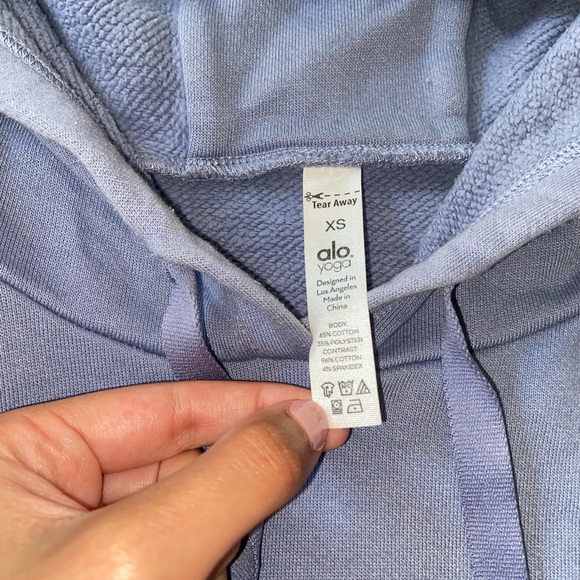 Tear Away
XS
alo
yoga
Designed in
Los Angeles
Made in
China
BODY:
65% COTTON
35% POLYSTER
CONTRAST:
96% COTTON
4% SPANDEX